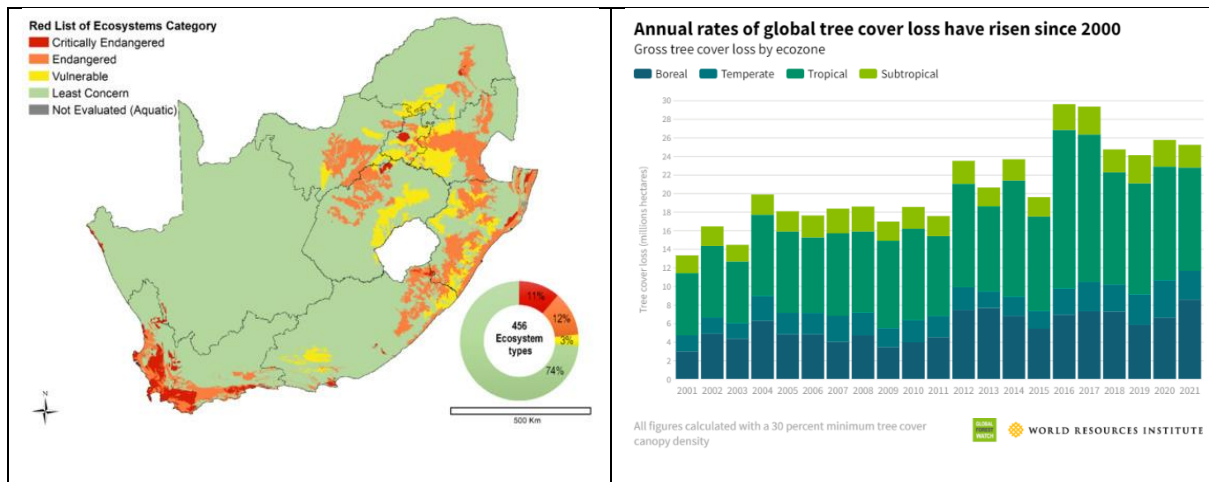 Red List of Ecosystems Category
Critically Endangered
Endangered
Vulnerable
Least Concern
Not Evaluated (Aquatic)
11%
12%
3%
74%
456
Ecosystem
types
N
500 Km
Annual rates of global tree cover loss have risen since 2000
Gross tree cover loss by ecozone
Boreal Temperate Tropical Subtropical
Tree cover loss (millions hectares)
30
28
26
24
22
20
18
16
14
12
10
8
6
4
2
0
2001 2002 2003 2004 2005 2006 2007 2008 2009 2010 2011 2012 2013 2014 2015 2016 2017 2018 2019 2020 2021
All figures calculated with a 30 percent minimum tree cover
canopy density
GLOBAL
FOREST
WATCH
WORLD RESOURCES INSTITUTE